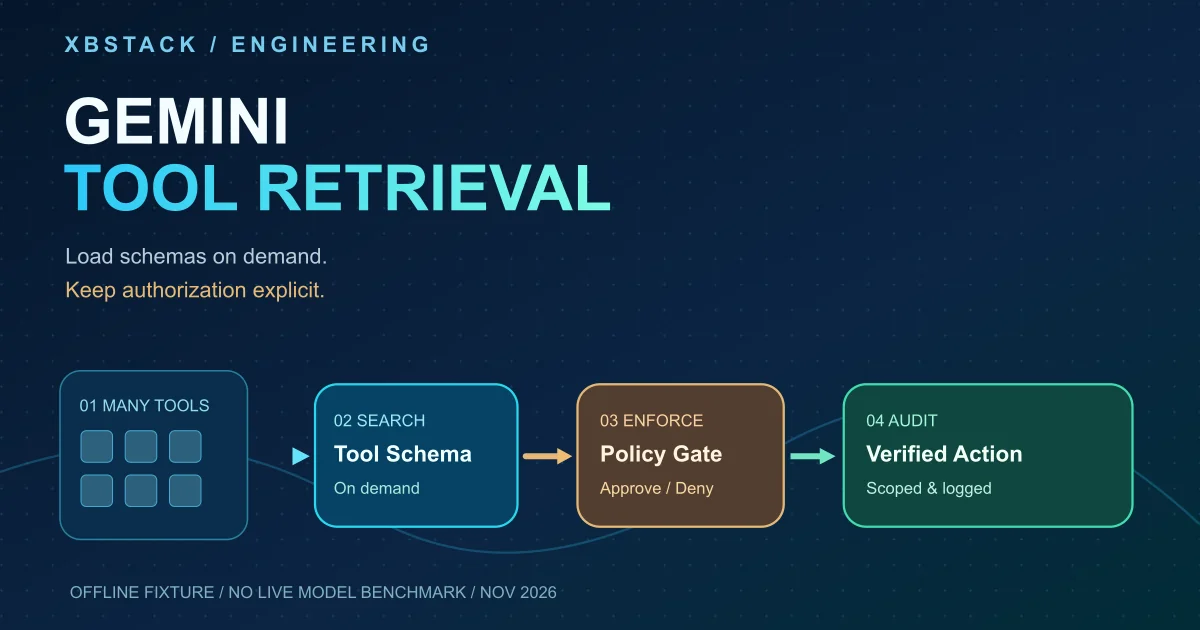 XBSTACK / ENGINEERING
GEMINI
TOOL RETRIEVAL
Load schemas on demand.
Keep authorization explicit.
01 MANY TOOLS
02 SEARCH
Tool Schema
On demand
03 ENFORCE
Policy Gate
Approve / Deny
04 AUDIT
Verified Action
Scoped & logged
OFFLINE FIXTURE / NO LIVE MODEL BENCHMARK / NOV 2026